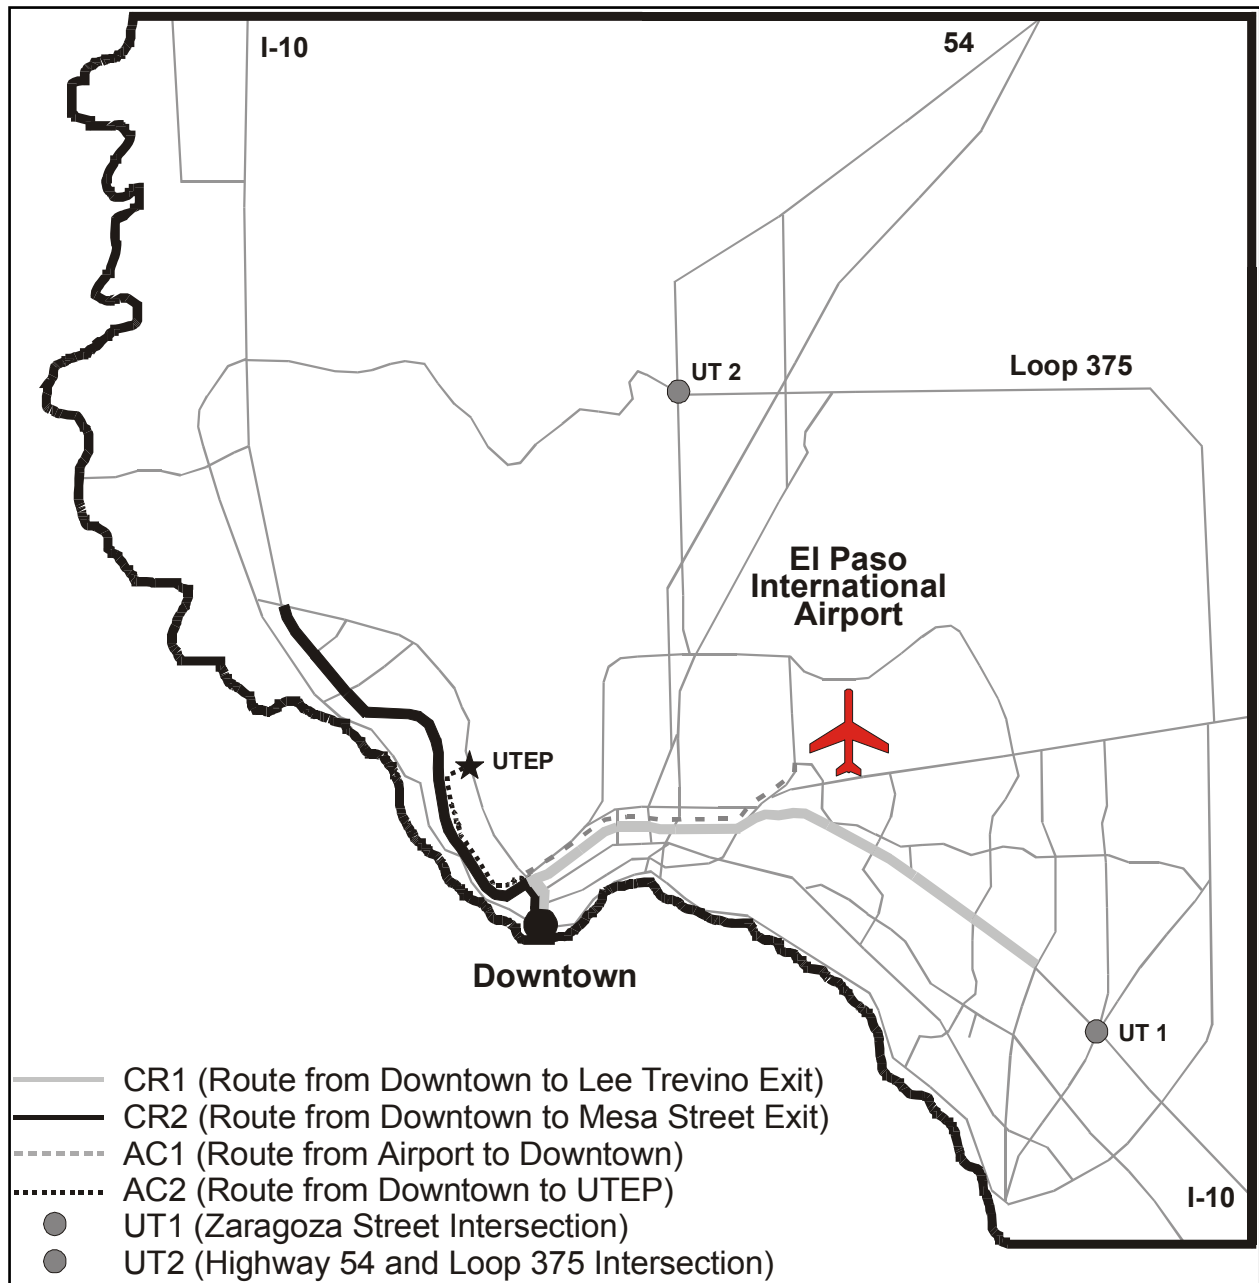 I-10
54
UT 2
Loop 375
El Paso
International
Airport
UTEP
Downtown
UT 1
CR1 (Route from Downtown to Lee Trevino Exit)
CR2 (Route from Downtown to Mesa Street Exit)
AC1 (Route from Airport to Downtown)
AC2 (Route from Downtown to UTEP)
I-10
UT1 (Zaragoza Street Intersection)
UT2 (Highway 54 and Loop 375 Intersection)